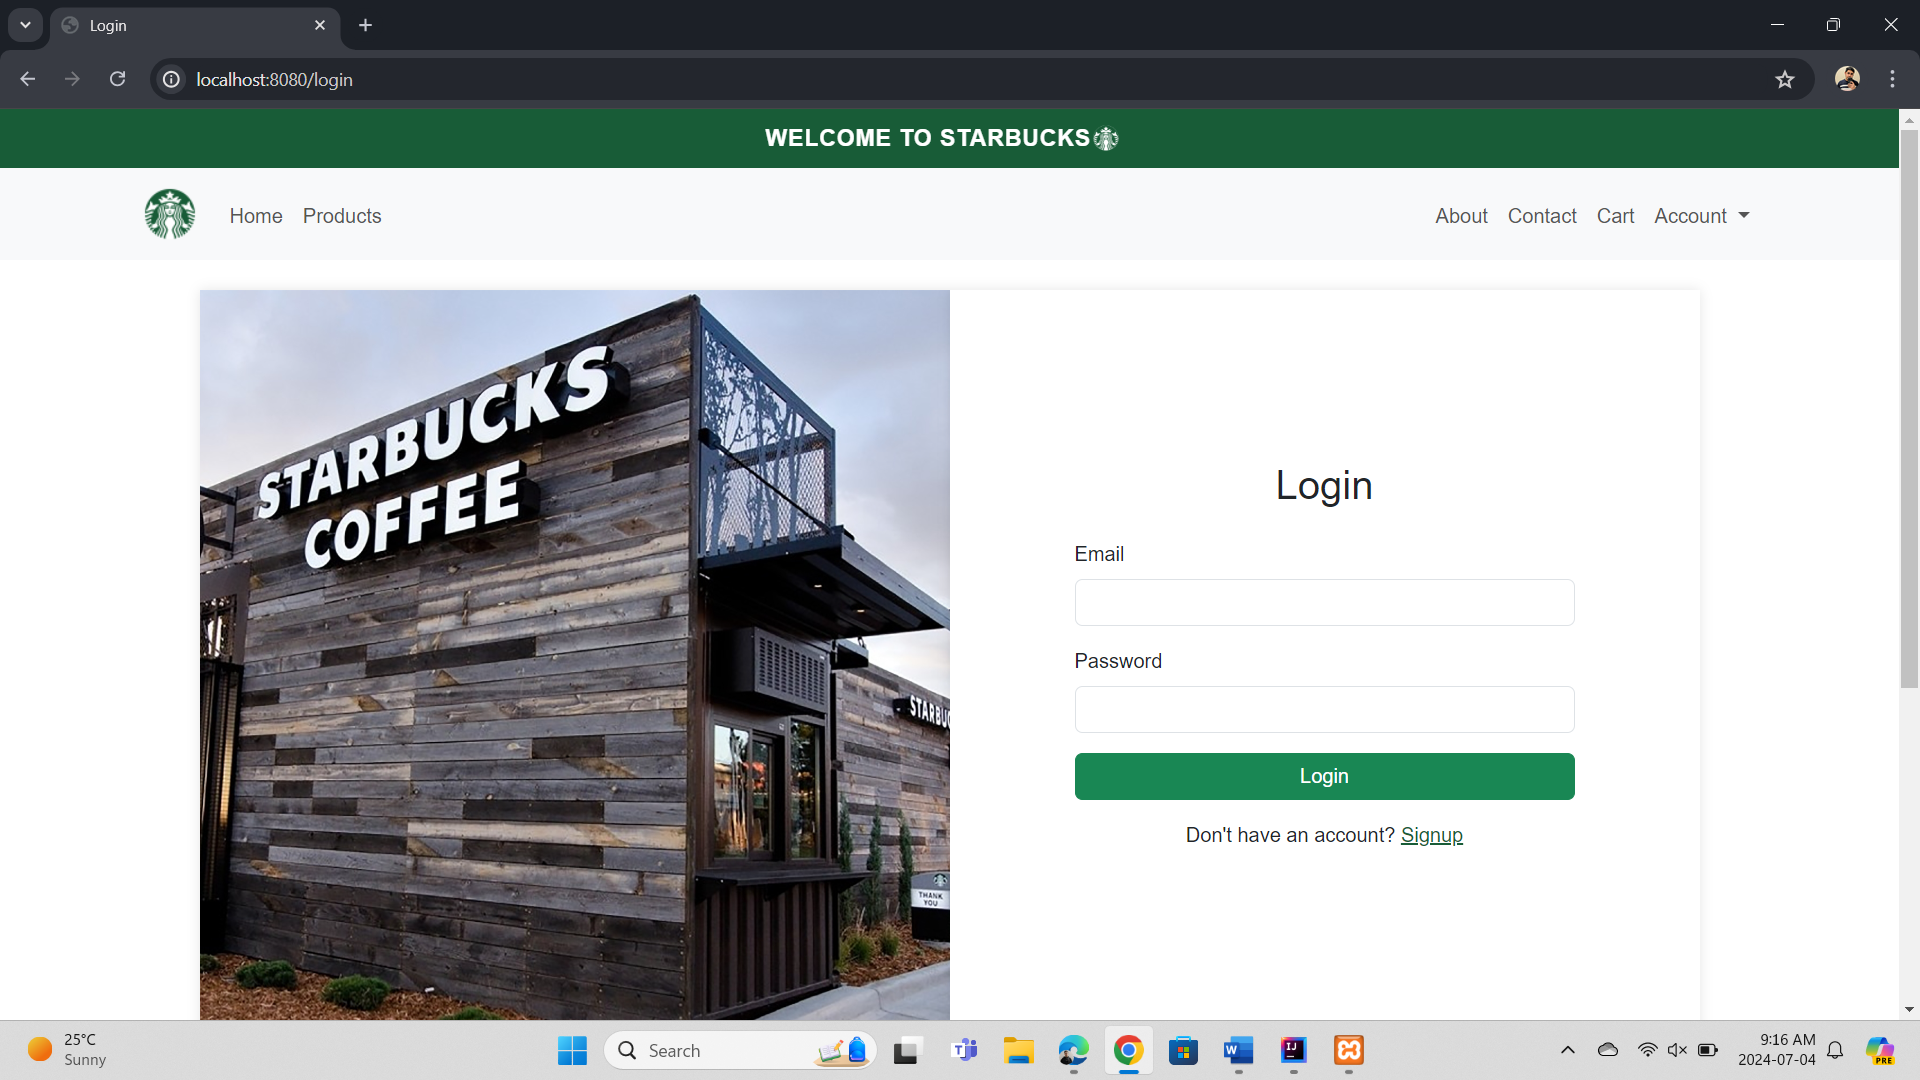 Login
localhost:8080/login
WELCOME TO STARBUCKS
Home Products About Contact Cart Account
STARBUCKS
COFFEE
THANK
YOU
Login
Email
Password
Login
Don't have an account? Signup
25°C
Sunny
Search
9:16 AM
2024-07-04
PRE